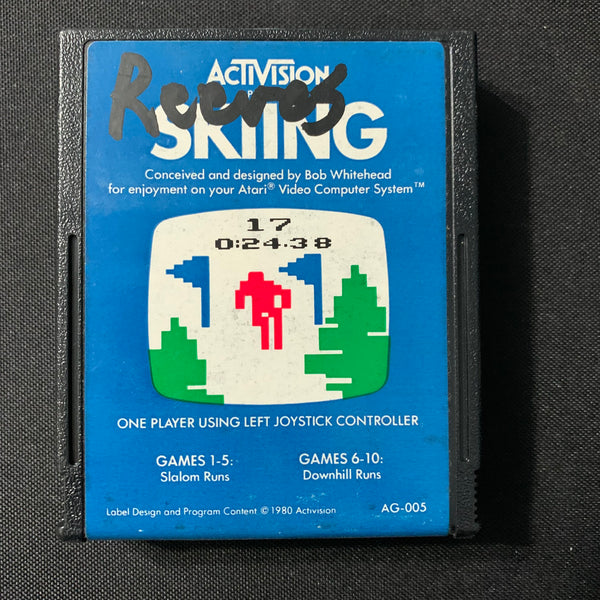 ACTIVISION
Reeves
SKIING
Conceived and designed by Bob Whitehead
for enjoyment on your Atari® Video Computer System™
17
0:24.38
ONE PLAYER USING LEFT JOYSTICK CONTROLLER
GAMES 1-5:
Slalom Runs
GAMES 6-10:
Downhill Runs
Label Design and Program Content © 1980 Activision
AG-005